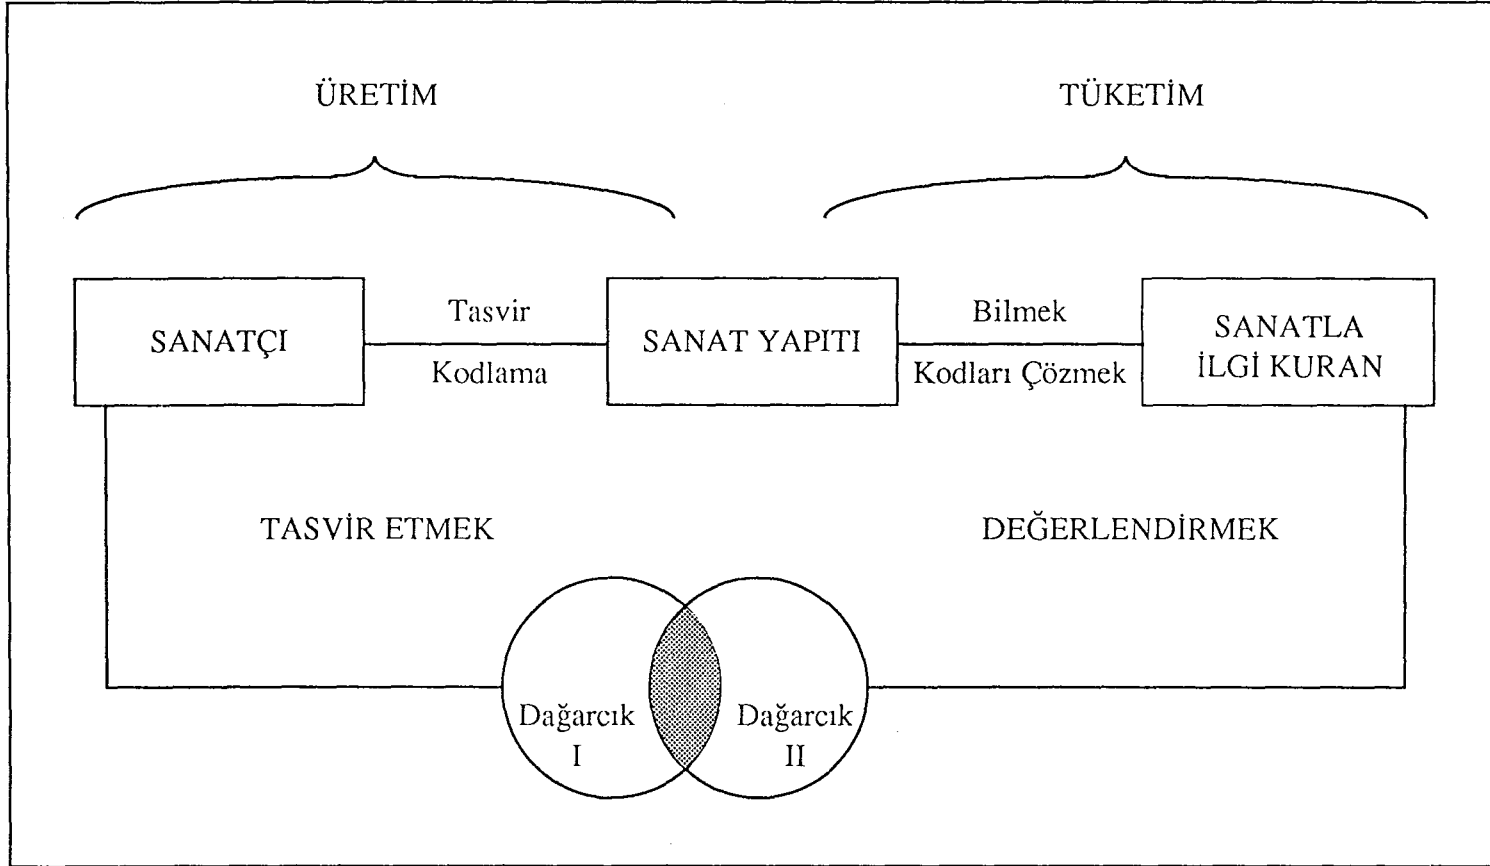 ÜRETİM
TÜKETİM
SANATÇI
Tasvir
Kodlama
SANAT YAPITI
Bilmek
Kodları Çözmek
SANATLA
İLGİ KURAN
TASVİR ETMEK
DEĞERLENDİRMEK
Dağarcık
I
Dağarcık
II